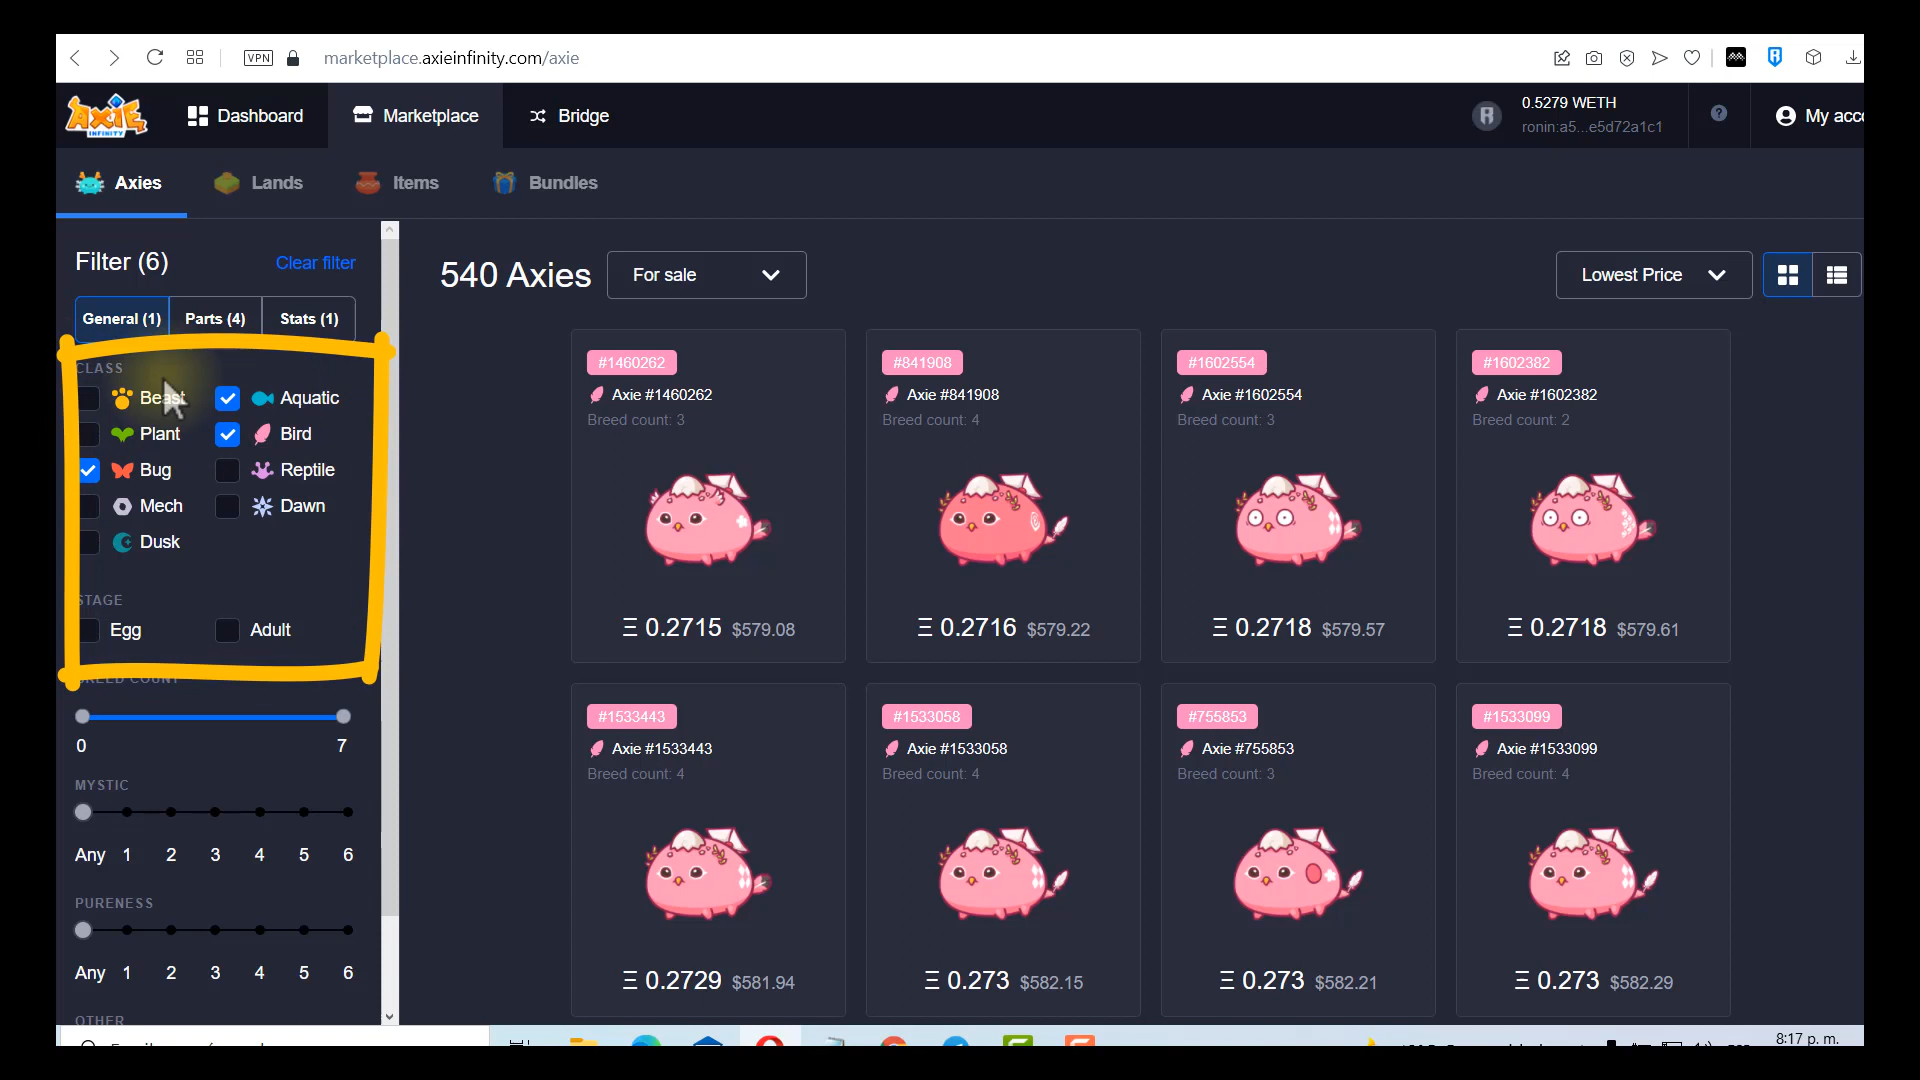 VPN marketplace.axieinfinity.com/axie
AXIE INFINITY
Dashboard Marketplace Bridge
0.5279 WETH
ronin:a5...e5d72a1c1
?
Axies Lands Items Bundles
Filter (6) Clear filter
General (1) Parts (4) Stats (1)
CLASS
Beast Aquatic
Plant Bird
Bug Reptile
Mech Dawn
Dusk
STAGE
Egg Adult
BREED COUNT
0 7
MYSTIC
Any 1 2 3 4 5 6
PURENESS
Any 1 2 3 4 5 6
OTHER
540 Axies For sale Lowest Price
#1460262
Axie #1460262
Breed count: 3
Ξ 0.2715 $579.08
#841908
Axie #841908
Breed count: 4
Ξ 0.2716 $579.22
#1602554
Axie #1602554
Breed count: 3
Ξ 0.2718 $579.57
#1602382
Axie #1602382
Breed count: 2
Ξ 0.2718 $579.61
#1533443
Axie #1533443
Breed count: 4
Ξ 0.2729 $581.94
#1533058
Axie #1533058
Breed count: 4
Ξ 0.273 $582.15
#755853
Axie #755853
Breed count: 3
Ξ 0.273 $582.21
#1533099
Axie #1533099
Breed count: 4
Ξ 0.273 $582.29
8:17 p. m.